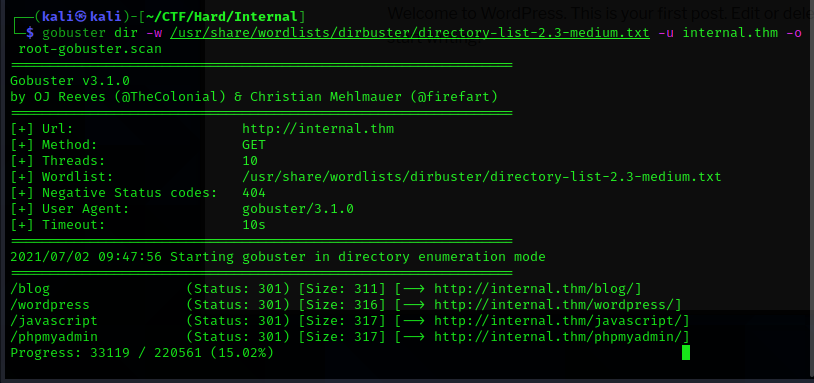 Welcome to WordPress. This is your first post. Edit or dele
┌──(kali㉿kali)-[~/CTF/Hard/Internal]
└─$ gobuster dir -w /usr/share/wordlists/dirbuster/directory-list-2.3-medium.txt -u internal.thm -o
root-gobuster.scan
===============================================================
Gobuster v3.1.0
by OJ Reeves (@TheColonial) & Christian Mehlmauer (@firefart)
===============================================================
[+] Url:                     http://internal.thm
[+] Method:                  GET
[+] Threads:                 10
[+] Wordlist:                /usr/share/wordlists/dirbuster/directory-list-2.3-medium.txt
[+] Negative Status codes:   404
[+] User Agent:              gobuster/3.1.0
[+] Timeout:                 10s
===============================================================
2021/07/02 09:47:56 Starting gobuster in directory enumeration mode
===============================================================
/blog                 (Status: 301) [Size: 311] [--> http://internal.thm/blog/]
/wordpress            (Status: 301) [Size: 316] [--> http://internal.thm/wordpress/]
/javascript           (Status: 301) [Size: 317] [--> http://internal.thm/javascript/]
/phpmyadmin           (Status: 301) [Size: 317] [--> http://internal.thm/phpmyadmin/]
Progress: 33119 / 220561 (15.02%)